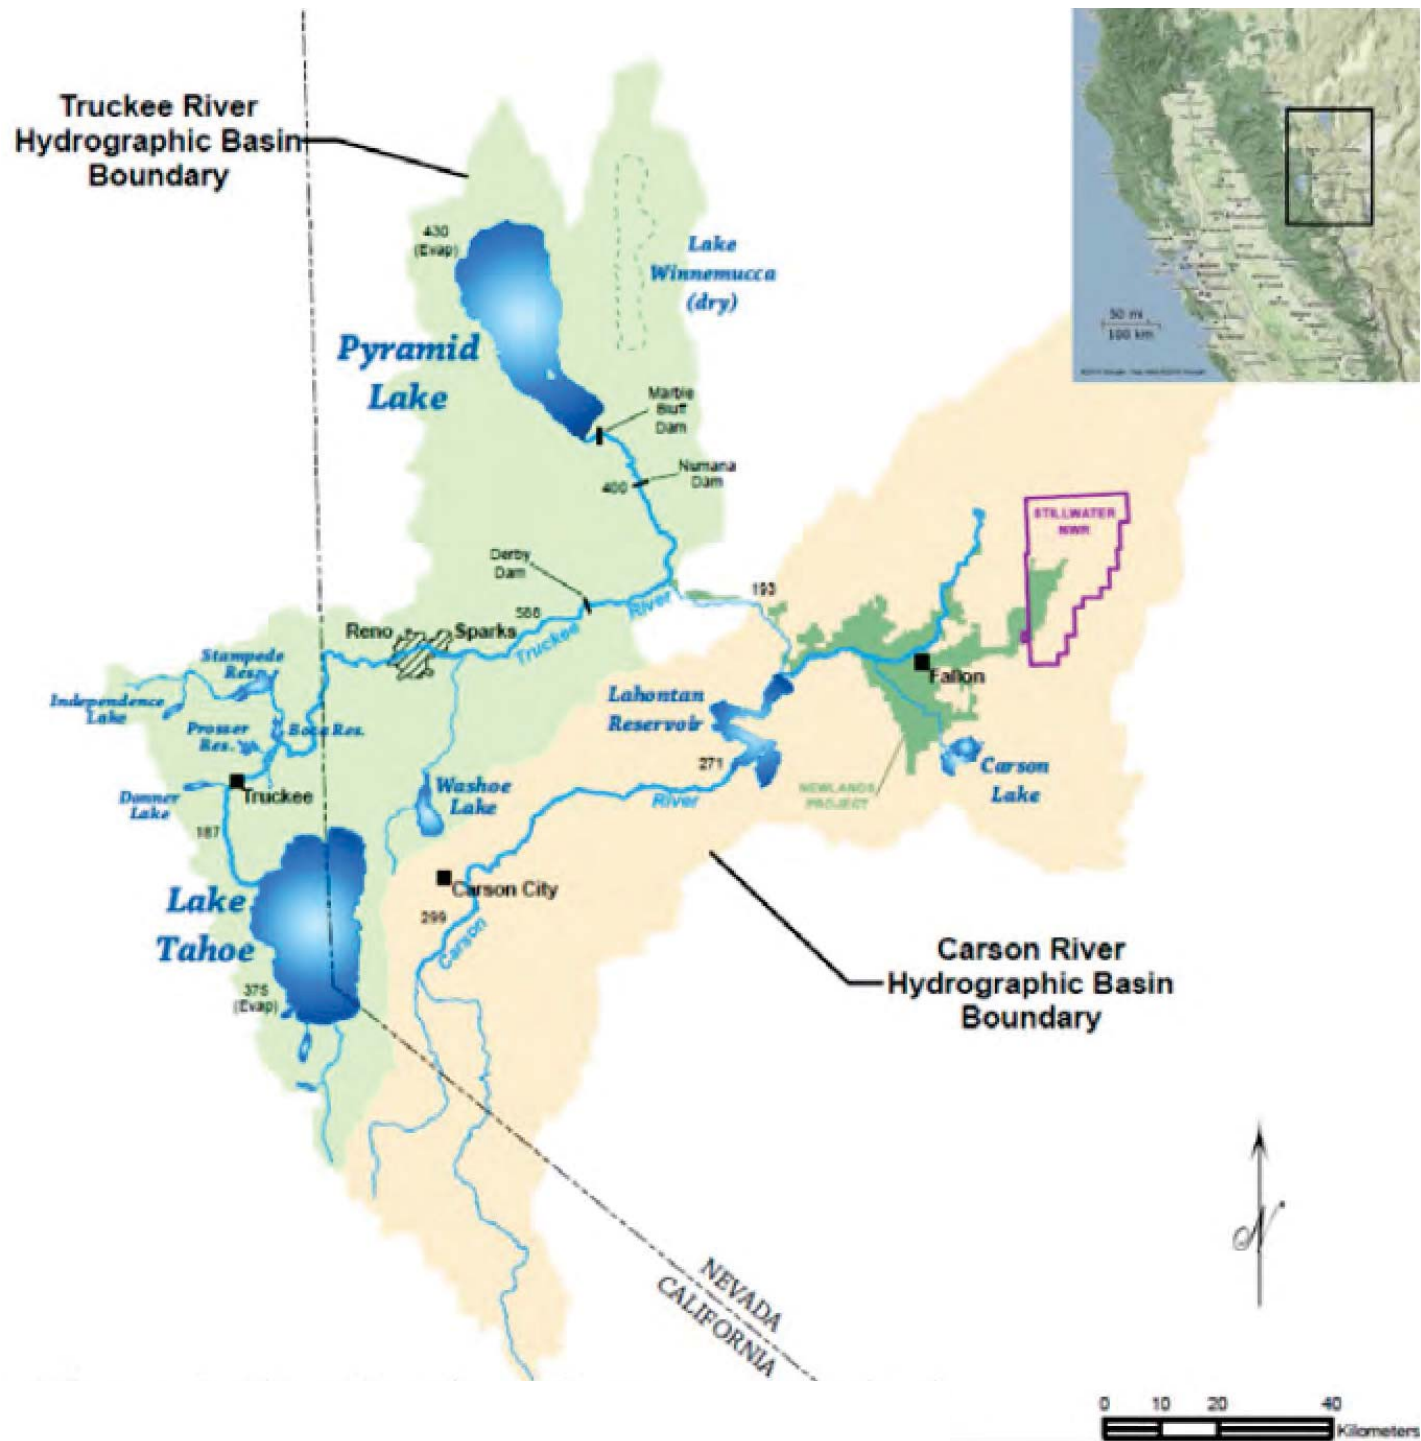 Truckee River
Hydrographic Basin
Boundary
430
(Evap)
Lake
Winnemucca
(dry)
Pyramid
Lake
50 mi
100 km
Marble
Bluff
Dam
Numana
Dam
400
STILLWATER
NWR
Derby
Dam
193
568
River
Truckee
Reno
Sparks
Stampede
Res.
Independence
Lake
Fallon
Lahontan
Reservoir
Prosser
Res.
Boca Res.
271
River
Carson
Lake
NEWLANDS
PROJECT
Donner
Lake
Truckee
Washoe
Lake
187
Carson City
299
Carson
Lake
Tahoe
375
(Evap)
Carson River
Hydrographic Basin
Boundary
NEVADA
CALIFORNIA
N
0 10 20 40
Kilometers